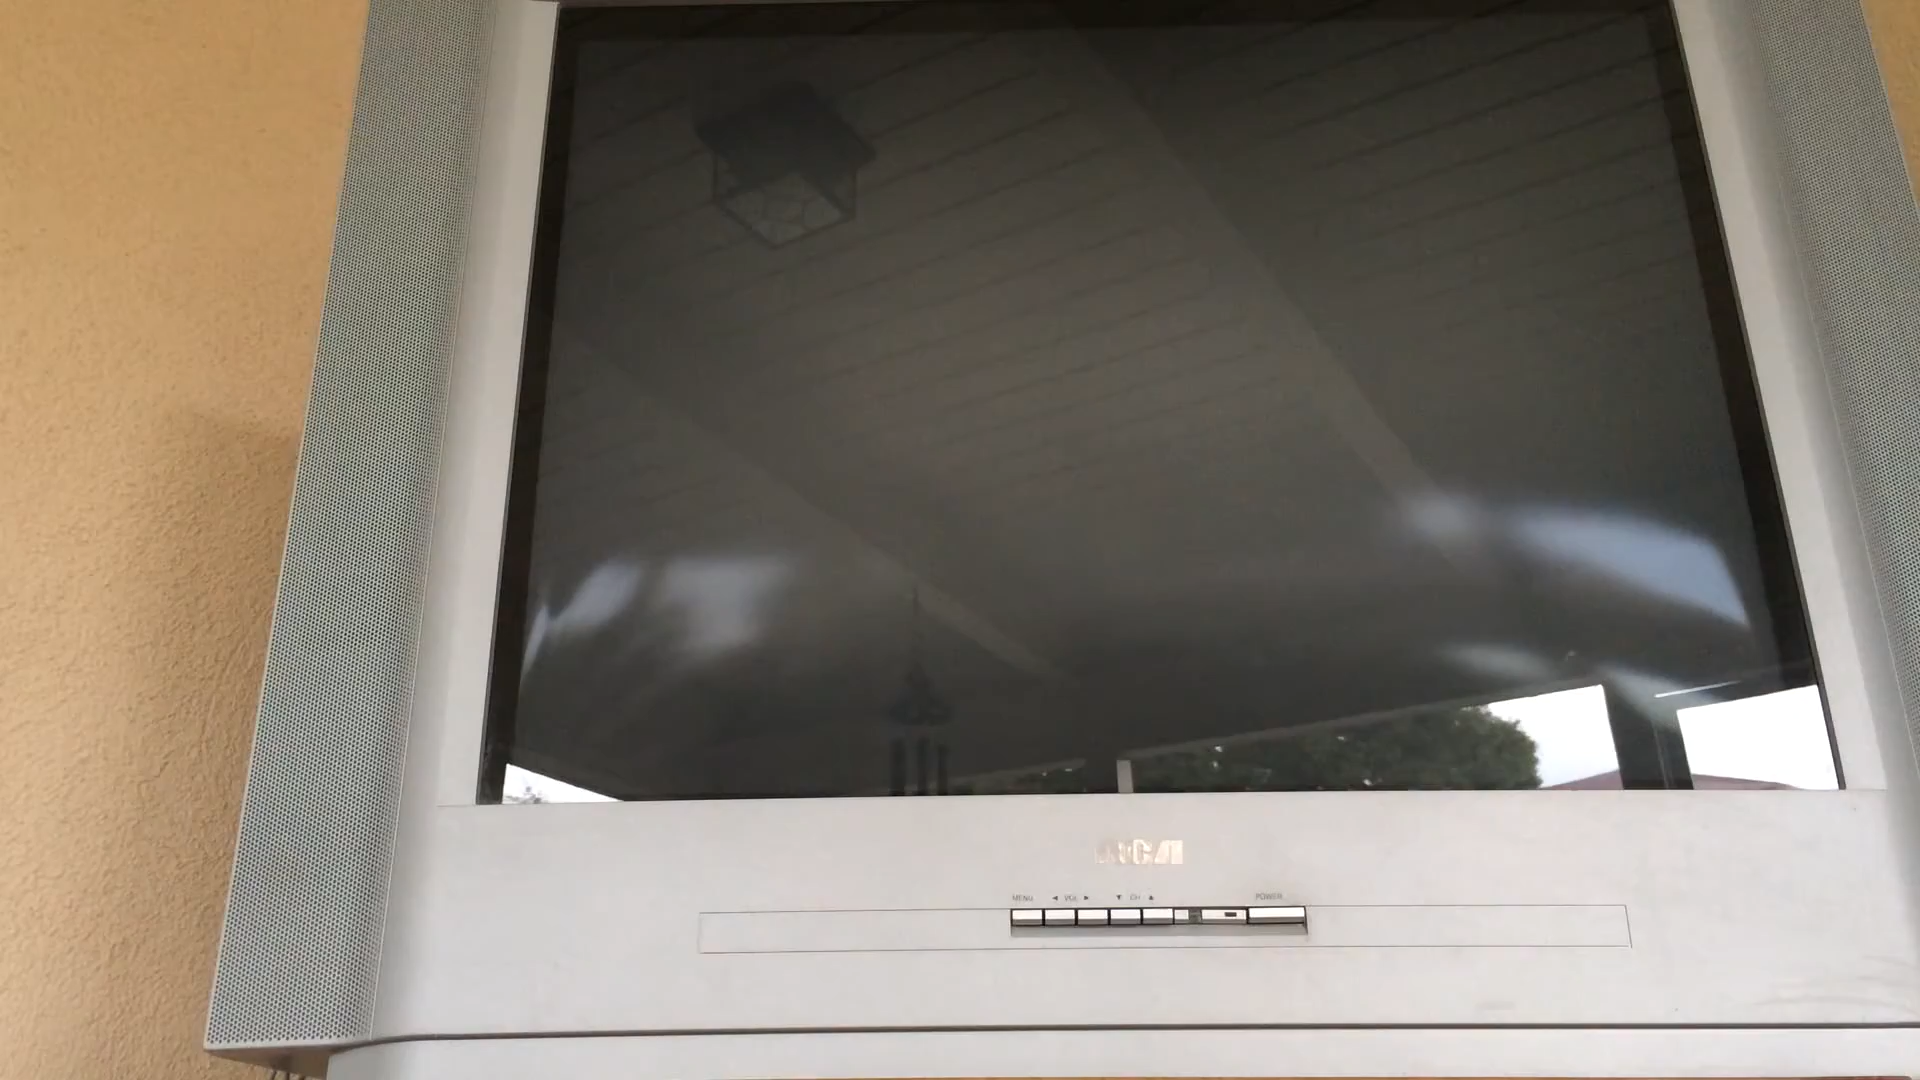 RCA
MENU ◄ VOL ► ▼ CH ▲ POWER